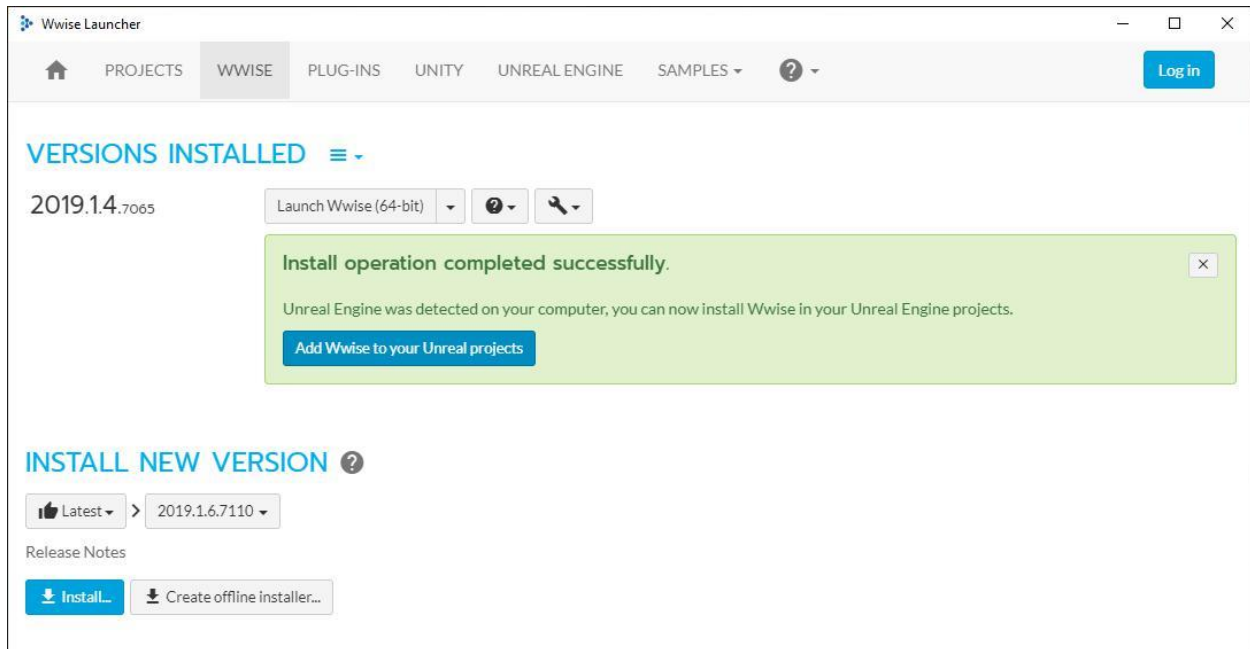 Wwise Launcher
PROJECTS WWISE PLUG-INS UNITY UNREAL ENGINE SAMPLES Log in
VERSIONS INSTALLED
2019.1.4.7065 Launch Wwise (64-bit)
Install operation completed successfully.
Unreal Engine was detected on your computer, you can now install Wwise in your Unreal Engine projects.
Add Wwise to your Unreal projects
INSTALL NEW VERSION
Latest > 2019.1.6.7110
Release Notes
Install... Create offline installer...